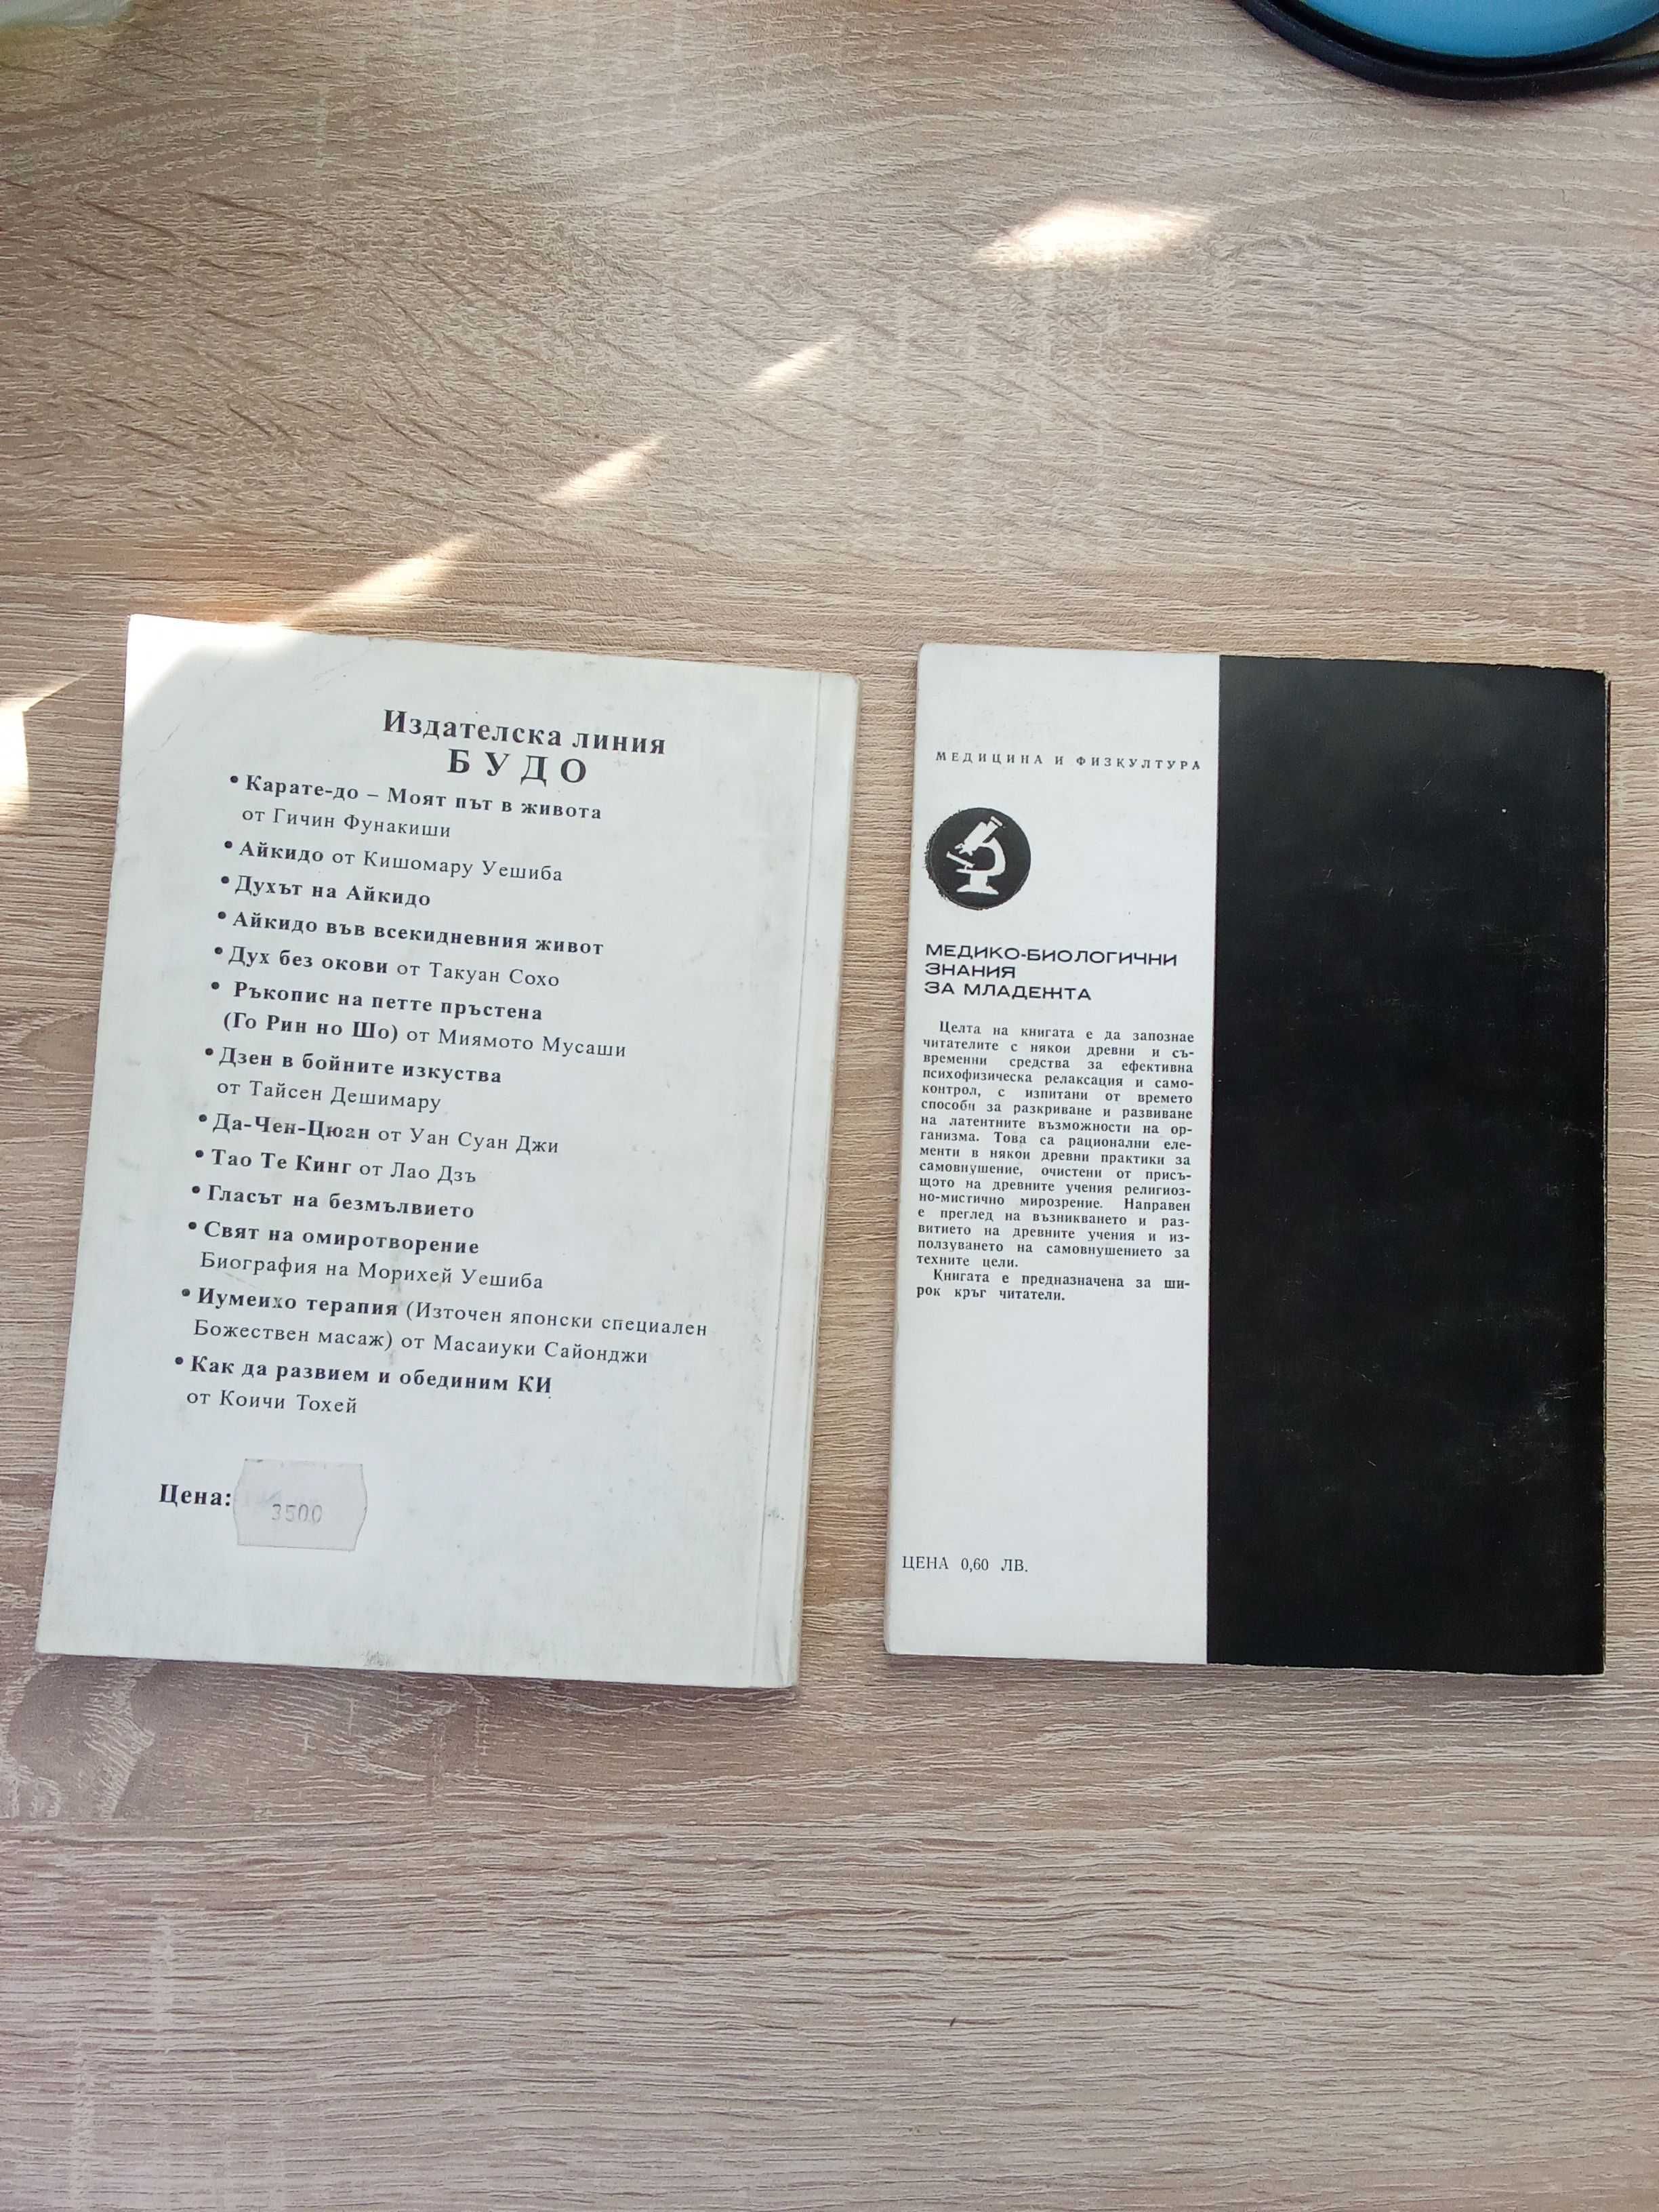 Издателска линия
БУДО
• Карате-до – Моят път в живота
от Гичин Фунакиши
• Айкидо от Кишомару Уешиба
• Духът на Айкидо
• Айкидо във всекидневния живот
• Дух без окови от Такуан Сохо
• Ръкопис на петте пръстена
(Го Рин но Шо) от Миямото Мусаши
• Дзен в бойните изкуства
от Тайсен Дешимару
• Да-Чен-Цюан от Уан Суан Джи
• Тао Те Кинг от Лао Дзъ
• Гласът на безмълвието
• Свят на омиротворение
Биография на Морихей Уешиба
• Иумеихо терапия (Източен японски специален
Божествен масаж) от Масаиуки Сайонджи
• Как да развием и обединим КИ
от Коичи Тохей
Цена: 3500
МЕДИЦИНА И ФИЗКУЛТУРА
МЕДИКО-БИОЛОГИЧНИ
ЗНАНИЯ
ЗА МЛАДЕЖТА
Целта на книгата е да запознае
читателите с някои древни и съ-
временни средства за ефективна
психофизическа релаксация и само-
контрол, с изпитани от времето
способи за разкриване и развиване
на латентните възможности на ор-
ганизма. Това са рационални еле-
менти в някои древни практики за
самовнушение, очистени от присъ-
щото на древните учения религиоз-
но-мистично мирозрение. Направен
е преглед на възникването и раз-
витието на древните учения и из-
ползуването на самовнушението за
техните цели.
Книгата е предназначена за ши-
рок кръг читатели.
ЦЕНА 0,60 ЛВ.